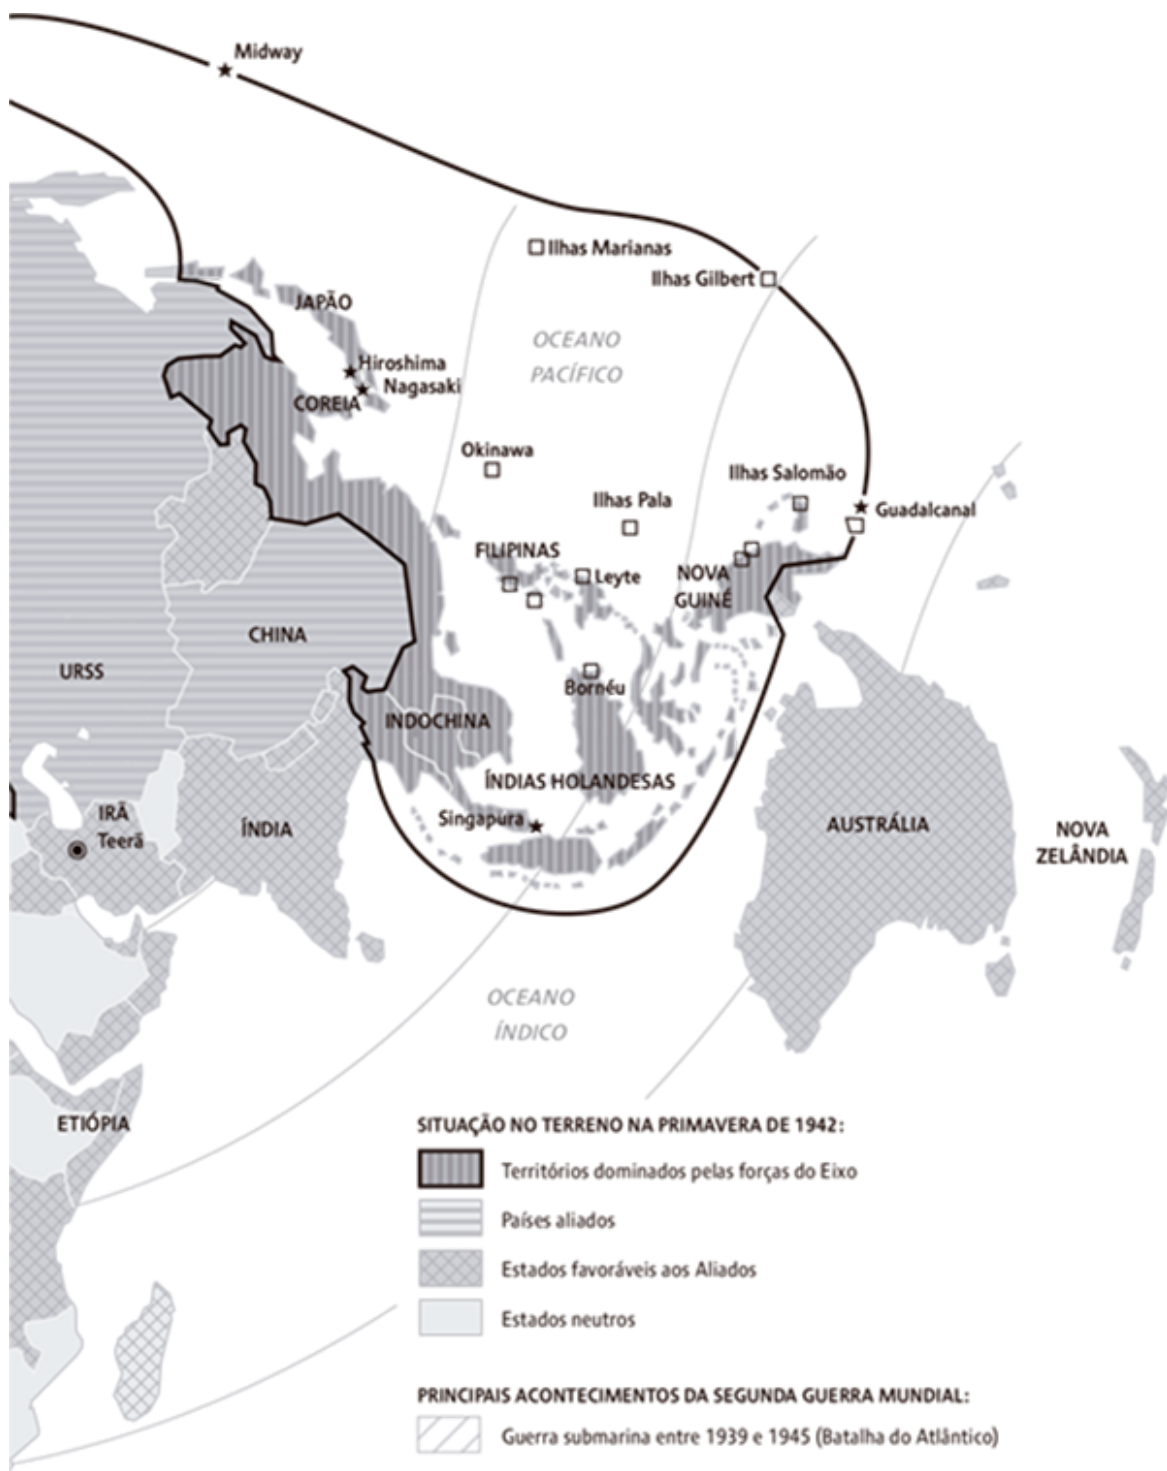 Midway
Ilhas Marianas
Ilhas Gilbert
JAPÃO
OCEANO
PACÍFICO
Hiroshima
Nagasaki
COREIA
Okinawa
Ilhas Salomão
Ilhas Pala
Guadalcanal
FILIPINAS
Leyte
NOVA
GUINÉ
CHINA
URSS
Bornéu
INDOCHINA
ÍNDIAS HOLANDESAS
IRÃ
Teerã
ÍNDIA
Singapura
AUSTRÁLIA
NOVA
ZELÂNDIA
OCEANO
ÍNDICO
ETIÓPIA
SITUAÇÃO NO TERRENO NA PRIMAVERA DE 1942:
Territórios dominados pelas forças do Eixo
Países aliados
Estados favoráveis aos Aliados
Estados neutros
PRINCIPAIS ACONTECIMENTOS DA SEGUNDA GUERRA MUNDIAL:
Guerra submarina entre 1939 e 1945 (Batalha do Atlântico)